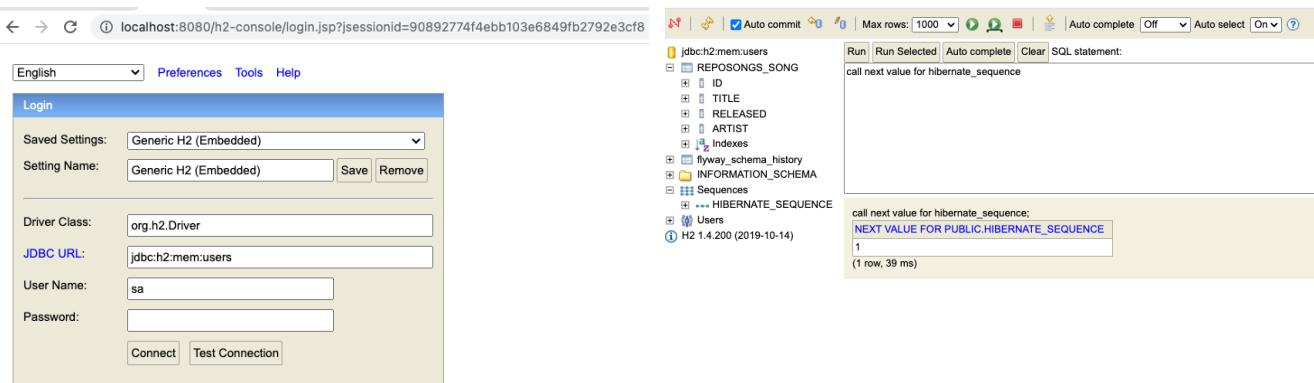 localhost:8080/h2-console/login.jsp?jsessionid=90892774f4ebb103e6849fb2792e3cf8
English Preferences Tools Help
Login
Saved Settings: Generic H2 (Embedded)
Setting Name: Generic H2 (Embedded) Save Remove
Driver Class: org.h2.Driver
JDBC URL: jdbc:h2:mem:users
User Name: sa
Password:
Connect Test Connection
Auto commit Max rows: 1000 Auto complete Off Auto select On
jdbc:h2:mem:users
REPOSONGS_SONG
ID
TITLE
RELEASED
ARTIST
Indexes
flyway_schema_history
INFORMATION_SCHEMA
Sequences
HIBERNATE_SEQUENCE
Users
H2 1.4.200 (2019-10-14)
Run Run Selected Auto complete Clear SQL statement:
call next value for hibernate_sequence
call next value for hibernate_sequence;
NEXT VALUE FOR PUBLIC.HIBERNATE_SEQUENCE
1
(1 row, 39 ms)